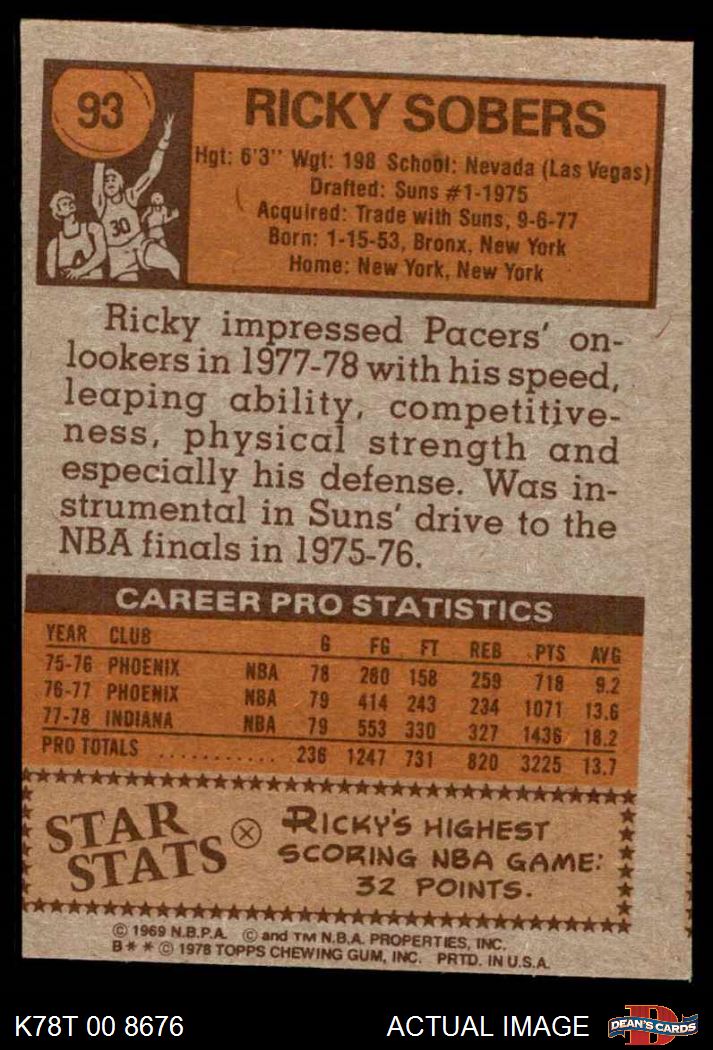 93
RICKY SOBERS
Hgt: 6'3'' Wgt: 198 School: Nevada (Las Vegas)
Drafted: Suns #1-1975
Acquired: Trade with Suns, 9-6-77
Born: 1-15-53, Bronx, New York
Home: New York, New York
30
Ricky impressed Pacers' on-
lookers in 1977-78 with his speed,
leaping ability, competitive-
ness, physical strength and
especially his defense. Was in-
strumental in Suns' drive to the
NBA finals in 1975-76.
CAREER PRO STATISTICS
YEAR CLUB G FG FT REB PTS AVG
75-76 PHOENIX NBA 78 280 158 259 718 9.2
76-77 PHOENIX NBA 79 414 243 234 1071 13.6
77-78 INDIANA NBA 79 553 330 327 1436 18.2
PRO TOTALS ............ 236 1247 731 820 3225 13.7
STAR STATS
RICKY'S HIGHEST
SCORING NBA GAME:
32 POINTS.
© 1969 N.B.P.A. © and TM N.B.A. PROPERTIES, INC.
B * * © 1978 TOPPS CHEWING GUM, INC. PRTD. IN U.S.A.
K78T 00 8676 ACTUAL IMAGE DEAN'S CARDS